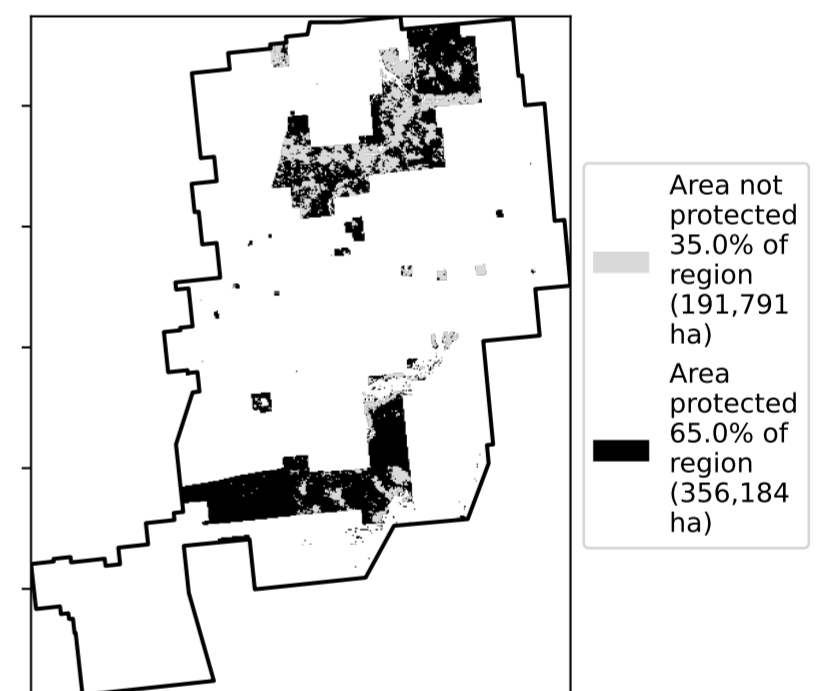 Area not
protected
35.0% of
region
(191,791
ha)
Area
protected
65.0% of
region
(356,184
ha)